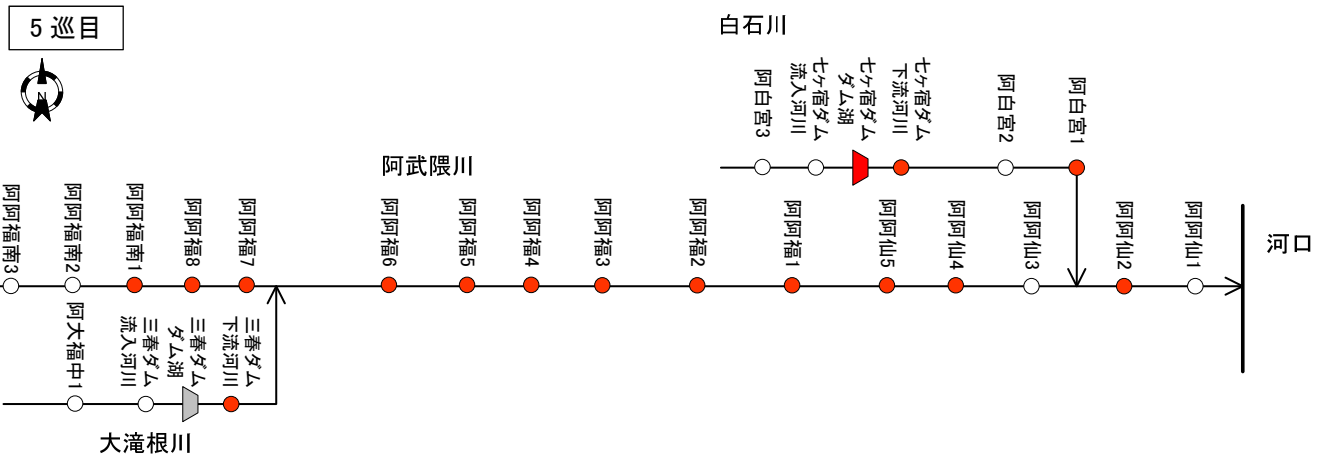 5巡目
N
白石川
阿白宮3
七ヶ宿ダム
流入河川
七ヶ宿ダム
ダム湖
七ヶ宿ダム
下流河川
阿白宮2
阿白宮1
阿武隈川
阿阿福南3
阿阿福南2
阿阿福南1
阿阿福8
阿阿福7
阿阿福6
阿阿福5
阿阿福4
阿阿福3
阿阿福2
阿阿福1
阿阿仙5
阿阿仙4
阿阿仙3
阿阿仙2
阿阿仙1
河口
阿大福中1
三春ダム
流入河川
三春ダム
ダム湖
三春ダム
下流河川
大滝根川